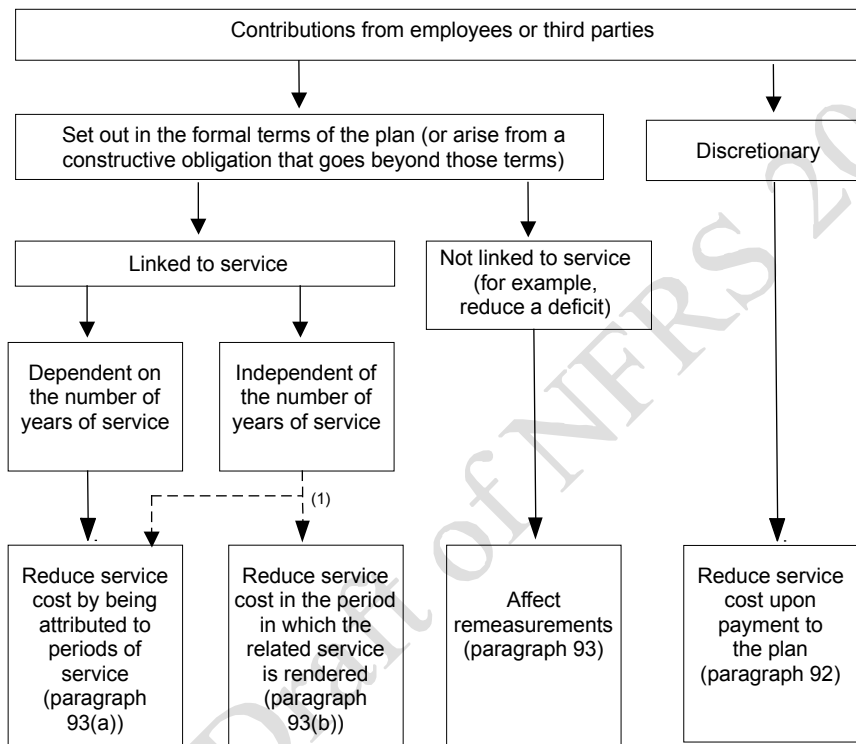 Contributions from employees or third parties
Set out in the formal terms of the plan (or arise from a
constructive obligation that goes beyond those terms)
Discretionary
Linked to service
Not linked to service
(for example,
reduce a deficit)
Dependent on
the number of
years of service
Independent of
the number of
years of service
(1)
Reduce service
cost by being
attributed to
periods of
service
(paragraph
93(a))
Reduce service
cost in the period
in which the
related service
is rendered
(paragraph
93(b))
Affect
remeasurements
(paragraph 93)
Reduce service
cost upon
payment to
the plan
(paragraph 92)
Draft of NFRS 20